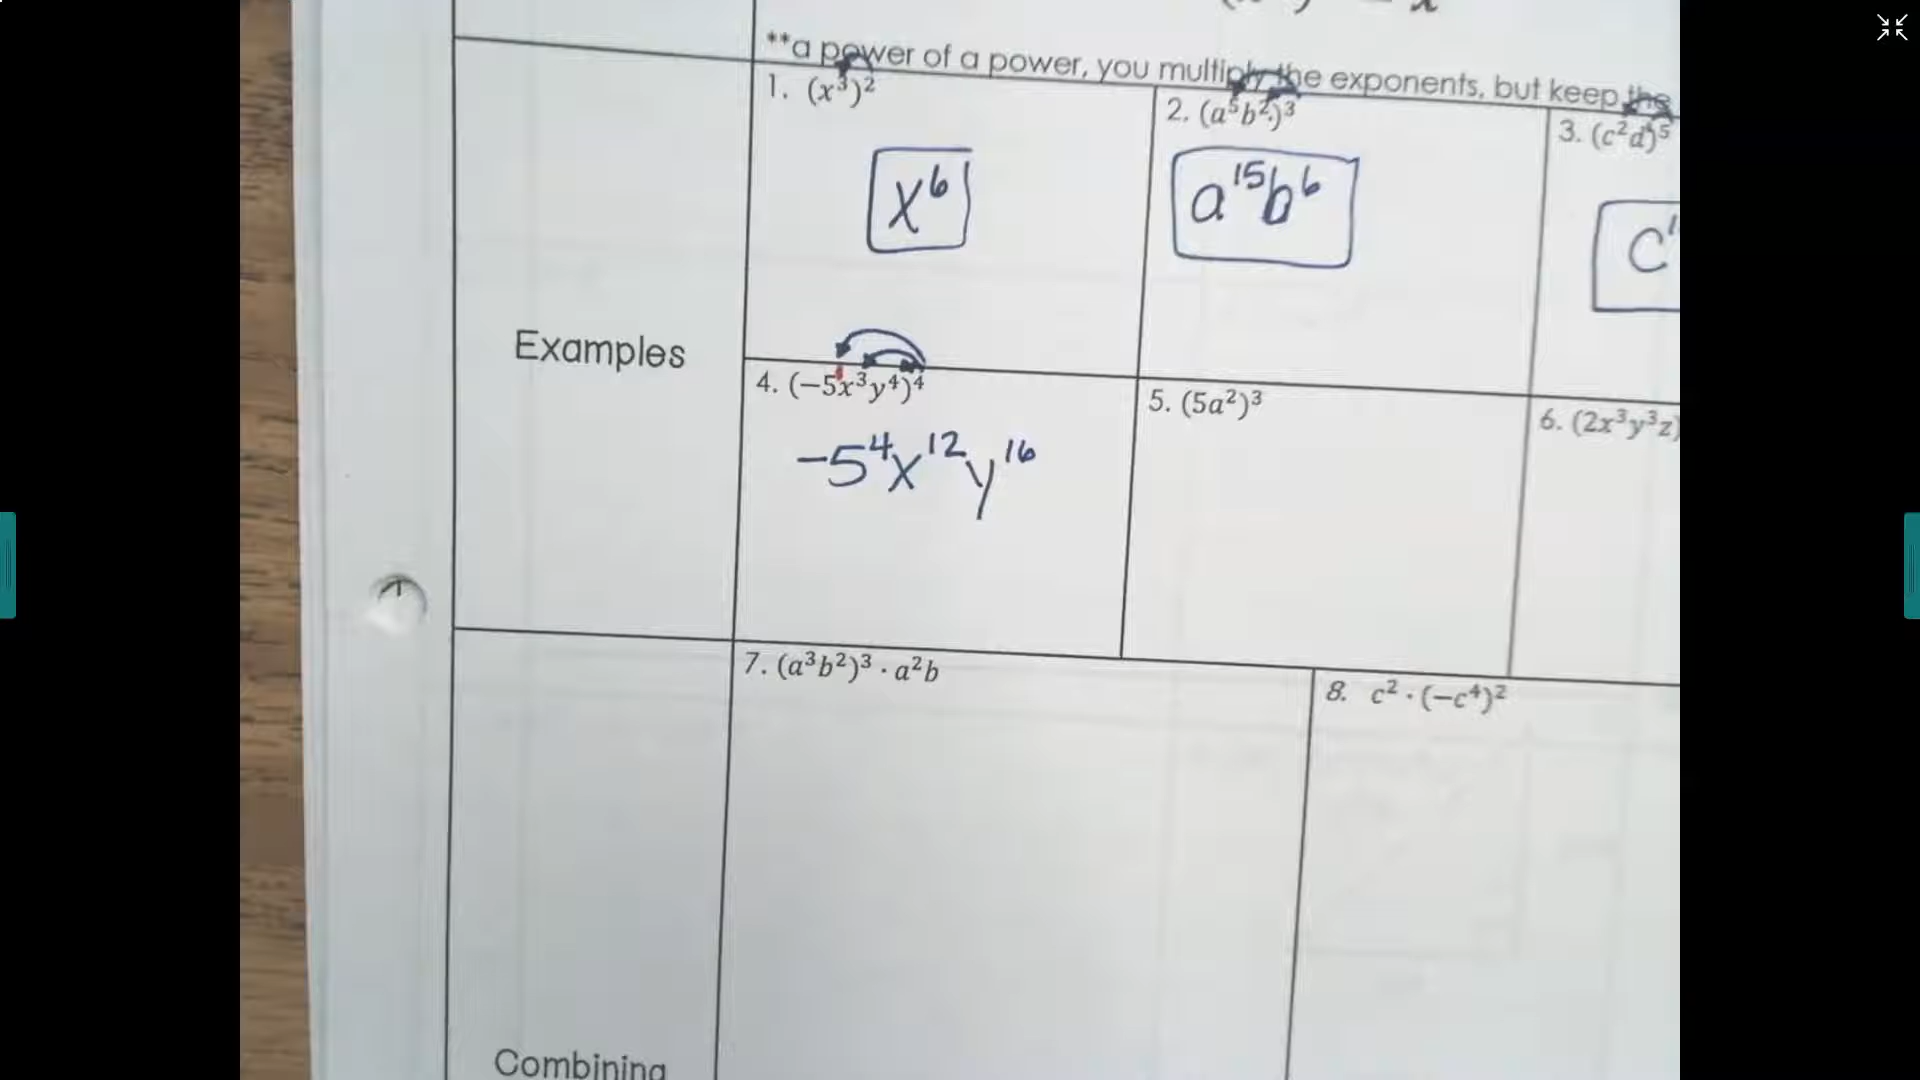 **a power of a power, you multiply the exponents, but keep the
1. (x³)²
x⁶
2. (a⁵b²)³
a¹⁵b⁶
3. (c²d⁴)⁵
c¹
Examples
4. (−5x³y⁴)⁴
-5⁴x¹²y¹⁶
5. (5a²)³
6. (2x³y³z)
7. (a³b²)³ · a²b
8. c² · (−c⁴)²
Combining